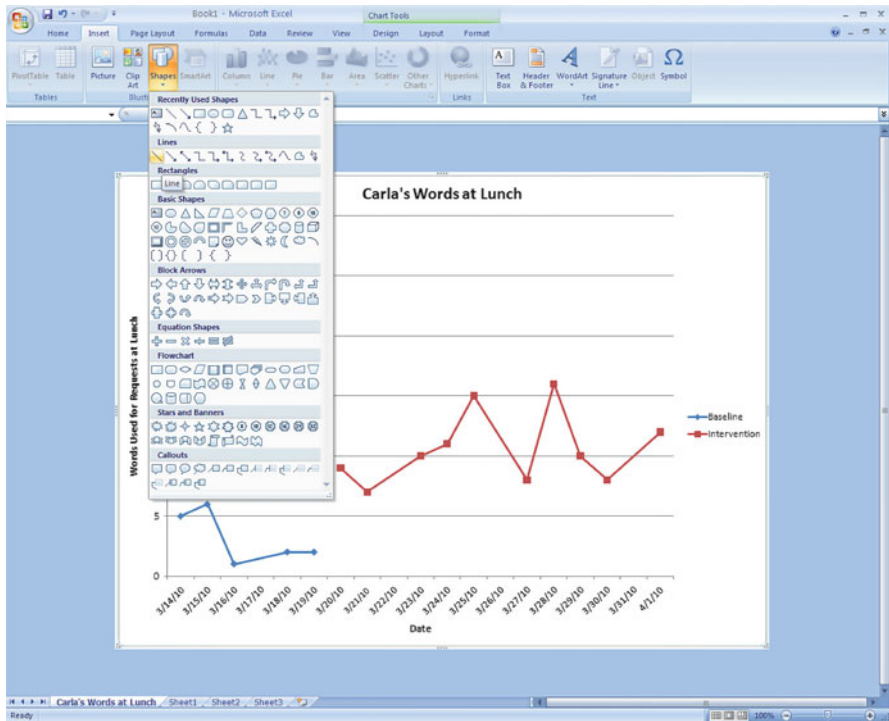 Book1 - Microsoft Excel
Chart Tools
Home Insert Page Layout Formulas Data Review View Design Layout Format
PivotTable Table Picture Clip Art Shapes SmartArt Column Line Pie Bar Area Scatter Other Charts Hyperlink Text Box Header & Footer WordArt Signature Line Object Symbol
Tables Links Text
Recently Used Shapes
Lines
Rectangles
Line
Basic Shapes
Block Arrows
Equation Shapes
Flowchart
Stars and Banners
Callouts
Carla's Words at Lunch
Words Used for Requests at Lunch
Baseline
Intervention
5
0
3/14/10 3/15/10 3/16/10 3/17/10 3/18/10 3/19/10 3/20/10 3/21/10 3/22/10 3/23/10 3/24/10 3/25/10 3/26/10 3/27/10 3/28/10 3/29/10 3/30/10 3/31/10 4/1/10
Date
Carla's Words at Lunch Sheet1 Sheet2 Sheet3
Ready
100%